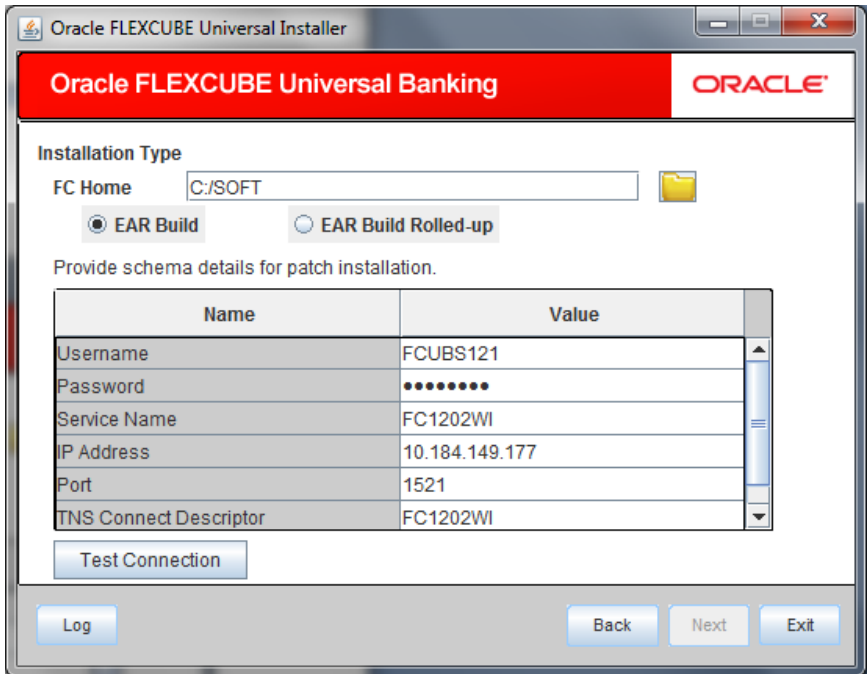 Oracle FLEXCUBE Universal Installer
Oracle FLEXCUBE Universal Banking ORACLE
Installation Type
FC Home C:/SOFT
EAR Build EAR Build Rolled-up
Provide schema details for patch installation.
Name Value
Username FCUBS121
Password ••••••••
Service Name FC1202WI
IP Address 10.184.149.177
Port 1521
TNS Connect Descriptor FC1202WI
Test Connection
Log Back Next Exit